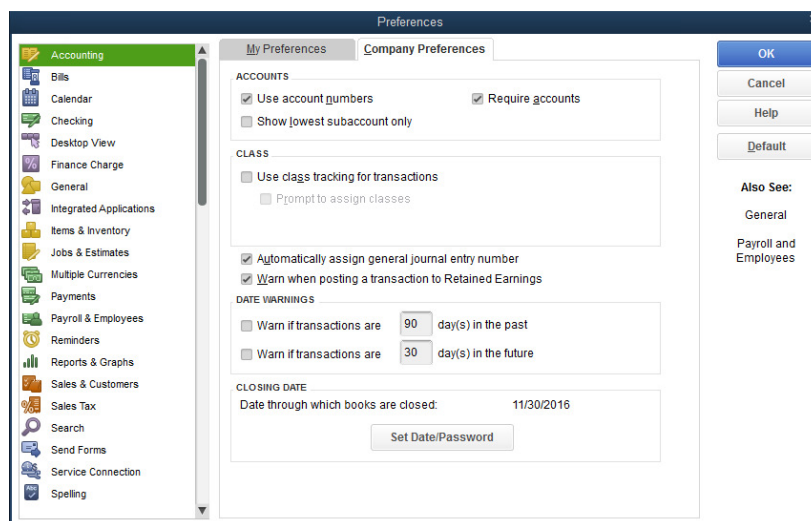 Preferences
Accounting
Bills
Calendar
Checking
Desktop View
Finance Charge
General
Integrated Applications
Items & Inventory
Jobs & Estimates
Multiple Currencies
Payments
Payroll & Employees
Reminders
Reports & Graphs
Sales & Customers
Sales Tax
Search
Send Forms
Service Connection
Spelling
My Preferences Company Preferences
ACCOUNTS
Use account numbers Require accounts
Show lowest subaccount only
CLASS
Use class tracking for transactions
Prompt to assign classes
Automatically assign general journal entry number
Warn when posting a transaction to Retained Earnings
DATE WARNINGS
Warn if transactions are 90 day(s) in the past
Warn if transactions are 30 day(s) in the future
CLOSING DATE
Date through which books are closed: 11/30/2016
Set Date/Password
OK
Cancel
Help
Default
Also See:
General
Payroll and
Employees